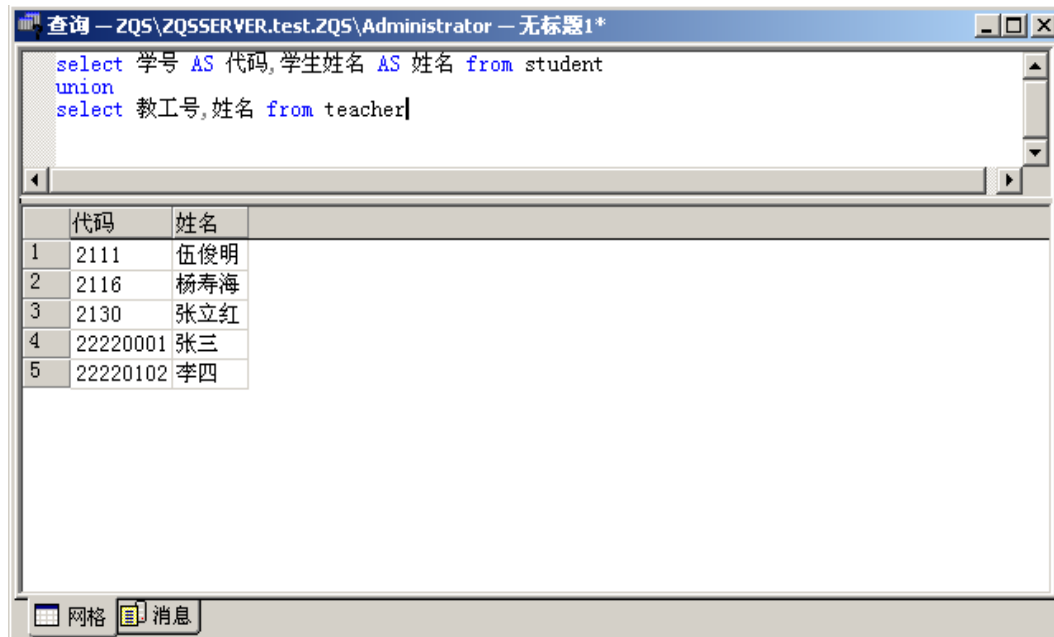 查询 — ZQS\ZQSSERVER.test.ZQS\Administrator — 无标题1*
select 学号 AS 代码,学生姓名 AS 姓名 from student
union
select 教工号,姓名 from teacher
代码 姓名
1 2111 伍俊明
2 2116 杨寿海
3 2130 张立红
4 22220001 张三
5 22220102 李四
网格 消息